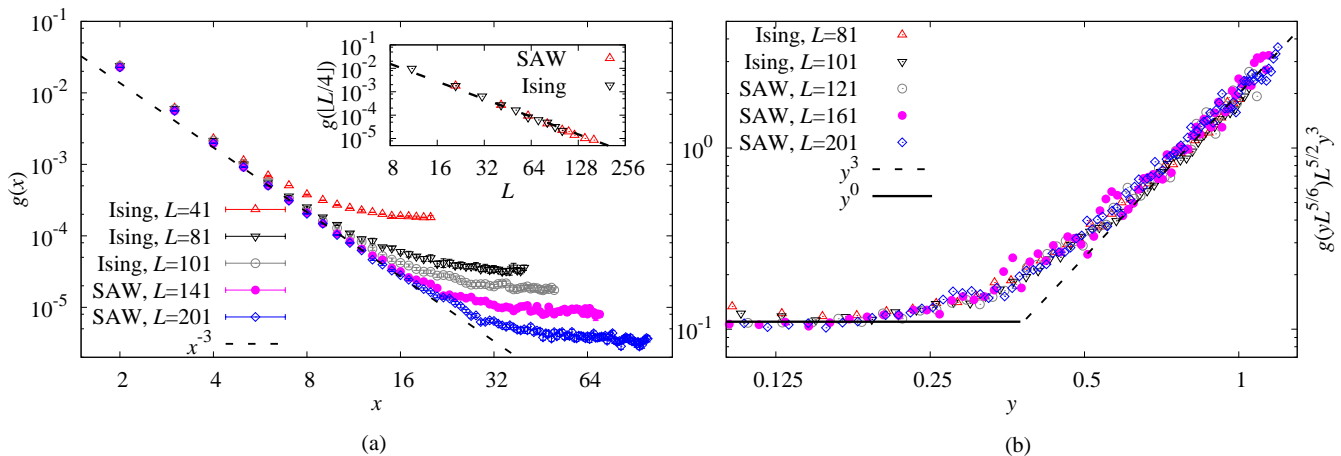 10^-1
10^-2
10^-3
10^-4
10^-5
g(x)
2
4
8
16
32
64
x
Ising, L=41
Ising, L=81
Ising, L=101
SAW, L=141
SAW, L=201
x^-3
10^-1
10^-2
10^-3
10^-4
10^-5
g(⌊L/4⌋)
SAW
Ising
8
16
32
64
128
256
L
(a)
Ising, L=81
Ising, L=101
SAW, L=121
SAW, L=161
SAW, L=201
y^3
y^0
10^0
10^-1
0.125
0.25
0.5
1
y
g(yL^5/6)L^5/2y^3
(b)